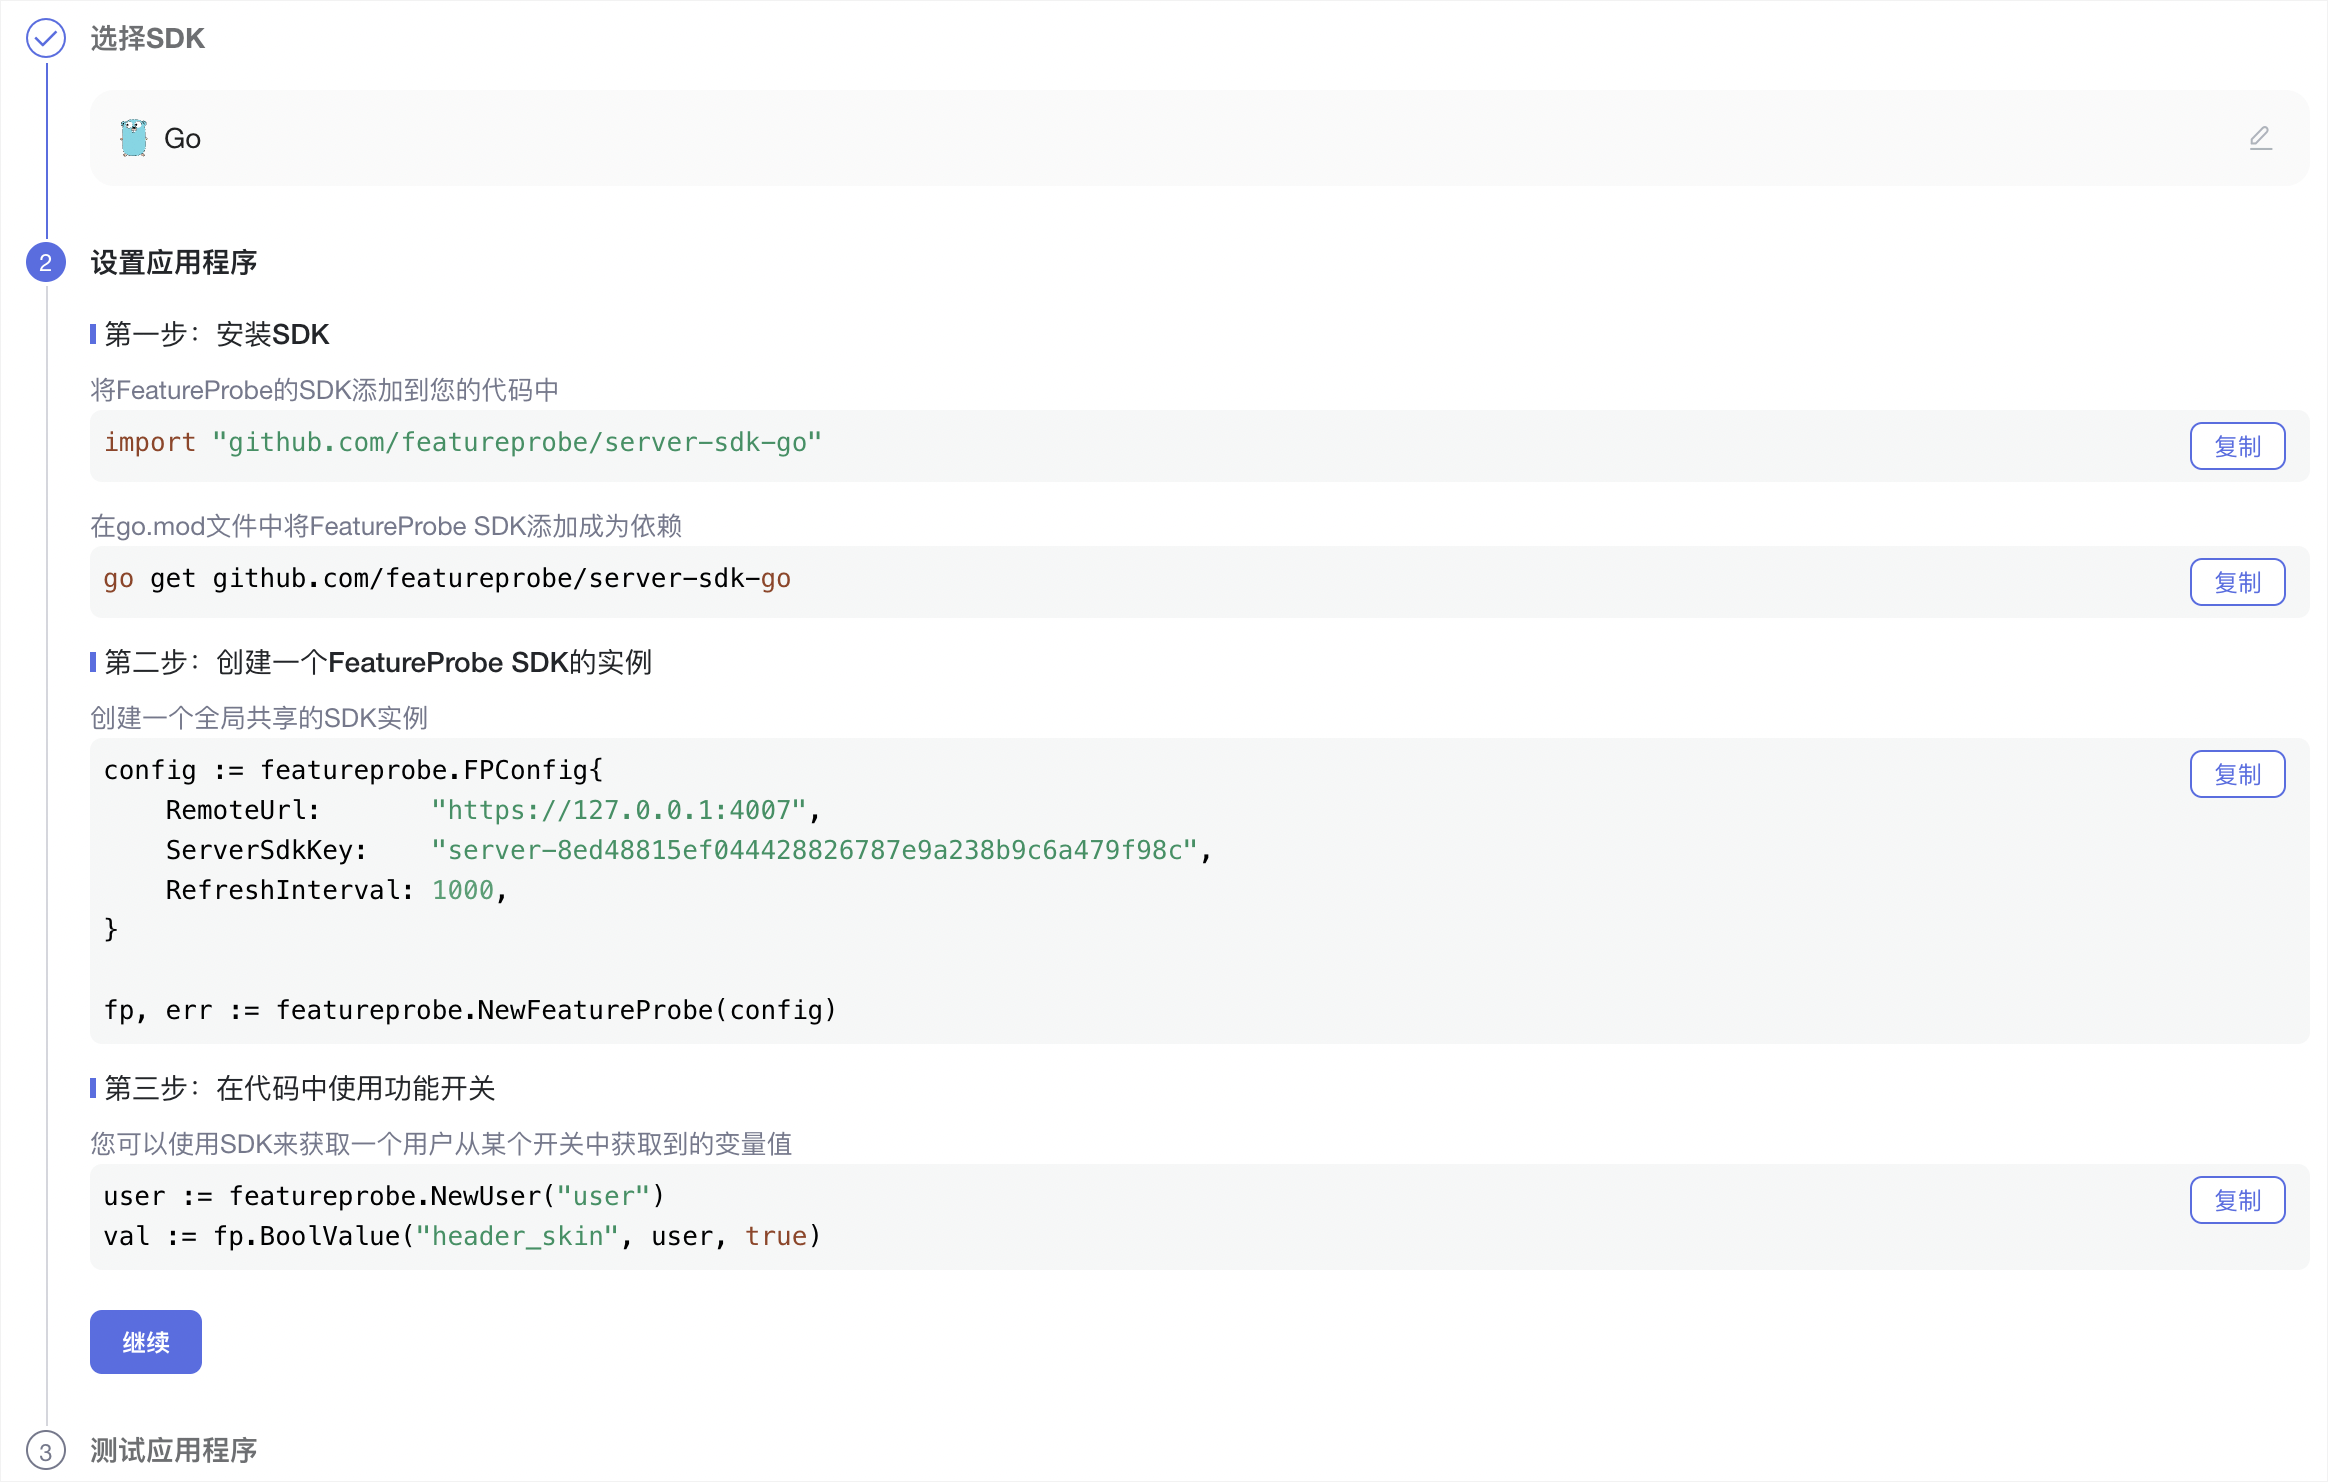 选择SDK
Go
2
设置应用程序
第一步：安装SDK
将FeatureProbe的SDK添加到您的代码中
import "github.com/featureprobe/server-sdk-go"
复制
在go.mod文件中将FeatureProbe SDK添加成为依赖
go get github.com/featureprobe/server-sdk-go
复制
第二步：创建一个FeatureProbe SDK的实例
创建一个全局共享的SDK实例
config := featureprobe.FPConfig{
复制
    RemoteUrl:       "https://127.0.0.1:4007",
    ServerSdkKey:    "server-8ed48815ef044428826787e9a238b9c6a479f98c",
    RefreshInterval: 1000,
}
fp, err := featureprobe.NewFeatureProbe(config)
第三步：在代码中使用功能开关
您可以使用SDK来获取一个用户从某个开关中获取到的变量值
user := featureprobe.NewUser("user")
复制
val := fp.BoolValue("header_skin", user, true)
继续
3
测试应用程序